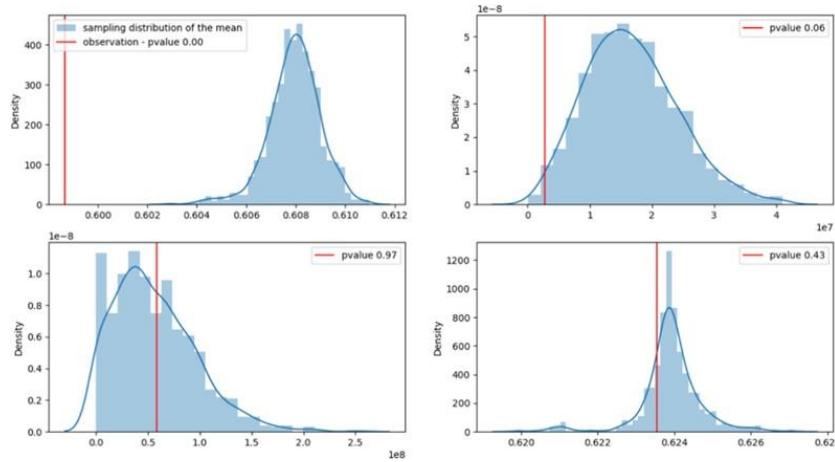 sampling distribution of the mean
observation - pvalue 0.00
Density
400
300
200
100
0
0.600 0.602 0.604 0.606 0.608 0.610 0.612
1e-8
pvalue 0.06
Density
5
4
3
2
1
0
0 1 2 3 4
1e7
1e-8
pvalue 0.97
Density
1.0
0.8
0.6
0.4
0.2
0.0
0.0 0.5 1.0 1.5 2.0 2.5
1e8
pvalue 0.43
Density
1200
1000
800
600
400
200
0
0.620 0.622 0.624 0.626